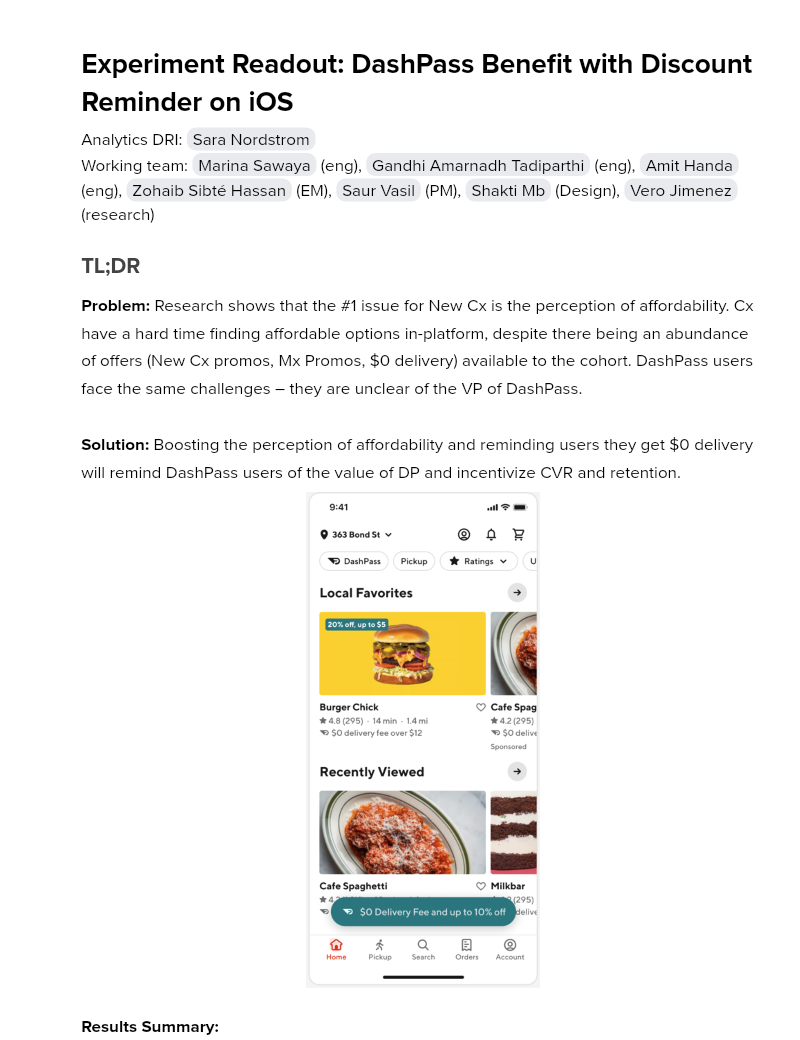 Experiment Readout: DashPass Benefit with Discount
Reminder on iOS
Analytics DRI: Sara Nordstrom
Working team: Marina Sawaya (eng), Gandhi Amarnadh Tadiparthi (eng), Amit Handa
(eng), Zohaib Sibté Hassan (EM), Saur Vasil (PM), Shakti Mb (Design), Vero Jimenez
(research)
TL;DR
Problem: Research shows that the #1 issue for New Cx is the perception of affordability. Cx
have a hard time finding affordable options in-platform, despite there being an abundance
of offers (New Cx promos, Mx Promos, $0 delivery) available to the cohort. DashPass users
face the same challenges – they are unclear of the VP of DashPass.
Solution: Boosting the perception of affordability and reminding users they get $0 delivery
will remind DashPass users of the value of DP and incentivize CVR and retention.
9:41
363 Bond St
DashPass Pickup Ratings U
Local Favorites
20% off, up to $5
Burger Chick Cafe Spag
4.8 (295) · 14 min · 1.4 mi 4.2 (295)
$0 delivery fee over $12 $0 delive
Sponsored
Recently Viewed
Cafe Spaghetti Milkbar
(295)
delive
$0 Delivery Fee and up to 10% off
Home Pickup Search Orders Account
Results Summary: